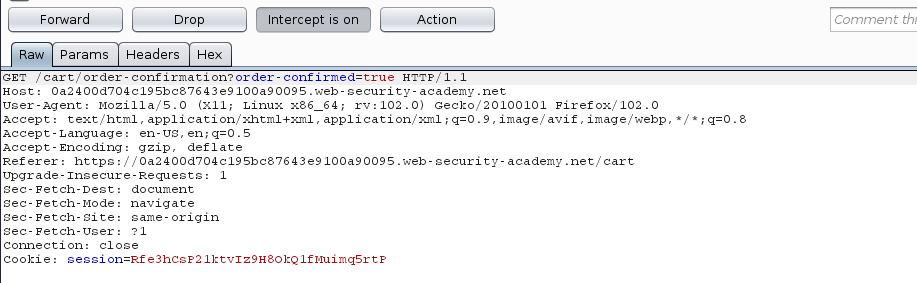 Forward Drop Intercept is on Action Comment thi
Raw Params Headers Hex
GET /cart/order-confirmation?order-confirmed=true HTTP/1.1
Host: 0a2400d704c195bc87643e9100a90095.web-security-academy.net
User-Agent: Mozilla/5.0 (X11; Linux x86_64; rv:102.0) Gecko/20100101 Firefox/102.0
Accept: text/html,application/xhtml+xml,application/xml;q=0.9,image/avif,image/webp,*/*;q=0.8
Accept-Language: en-US,en;q=0.5
Accept-Encoding: gzip, deflate
Referer: https://0a2400d704c195bc87643e9100a90095.web-security-academy.net/cart
Upgrade-Insecure-Requests: 1
Sec-Fetch-Dest: document
Sec-Fetch-Mode: navigate
Sec-Fetch-Site: same-origin
Sec-Fetch-User: ?1
Connection: close
Cookie: session=Rfe3hCsP21ktvIz9H8OkQlfMuimq5rtP